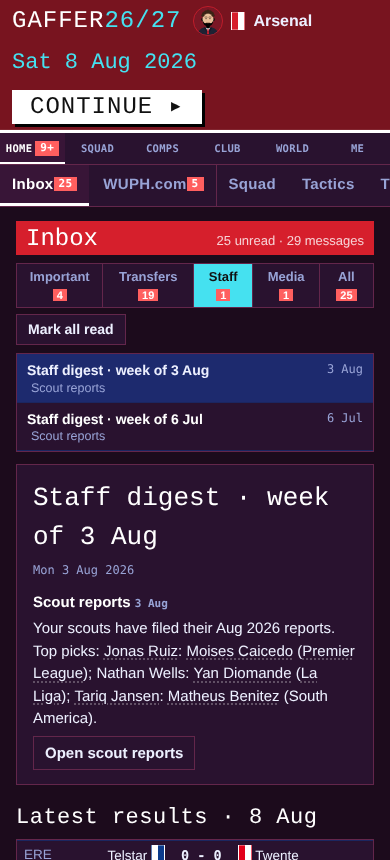 GAFFER26/27 Arsenal
Sat 8 Aug 2026
CONTINUE ▸
HOME 9+ SQUAD COMPS CLUB WORLD ME
Inbox 25 WUPH.com 5 Squad Tactics T
Inbox 25 unread · 29 messages
Important Transfers Staff Media All
4 19 1 1 25
Mark all read
Staff digest · week of 3 Aug 3 Aug
Scout reports
Staff digest · week of 6 Jul 6 Jul
Scout reports
Staff digest · week
of 3 Aug
Mon 3 Aug 2026
Scout reports 3 Aug
Your scouts have filed their Aug 2026 reports.
Top picks: Jonas Ruiz: Moises Caicedo (Premier
League); Nathan Wells: Yan Diomande (La
Liga); Tariq Jansen: Matheus Benitez (South
America).
Open scout reports
Latest results · 8 Aug
ERE Telstar 0 - 0 Twente